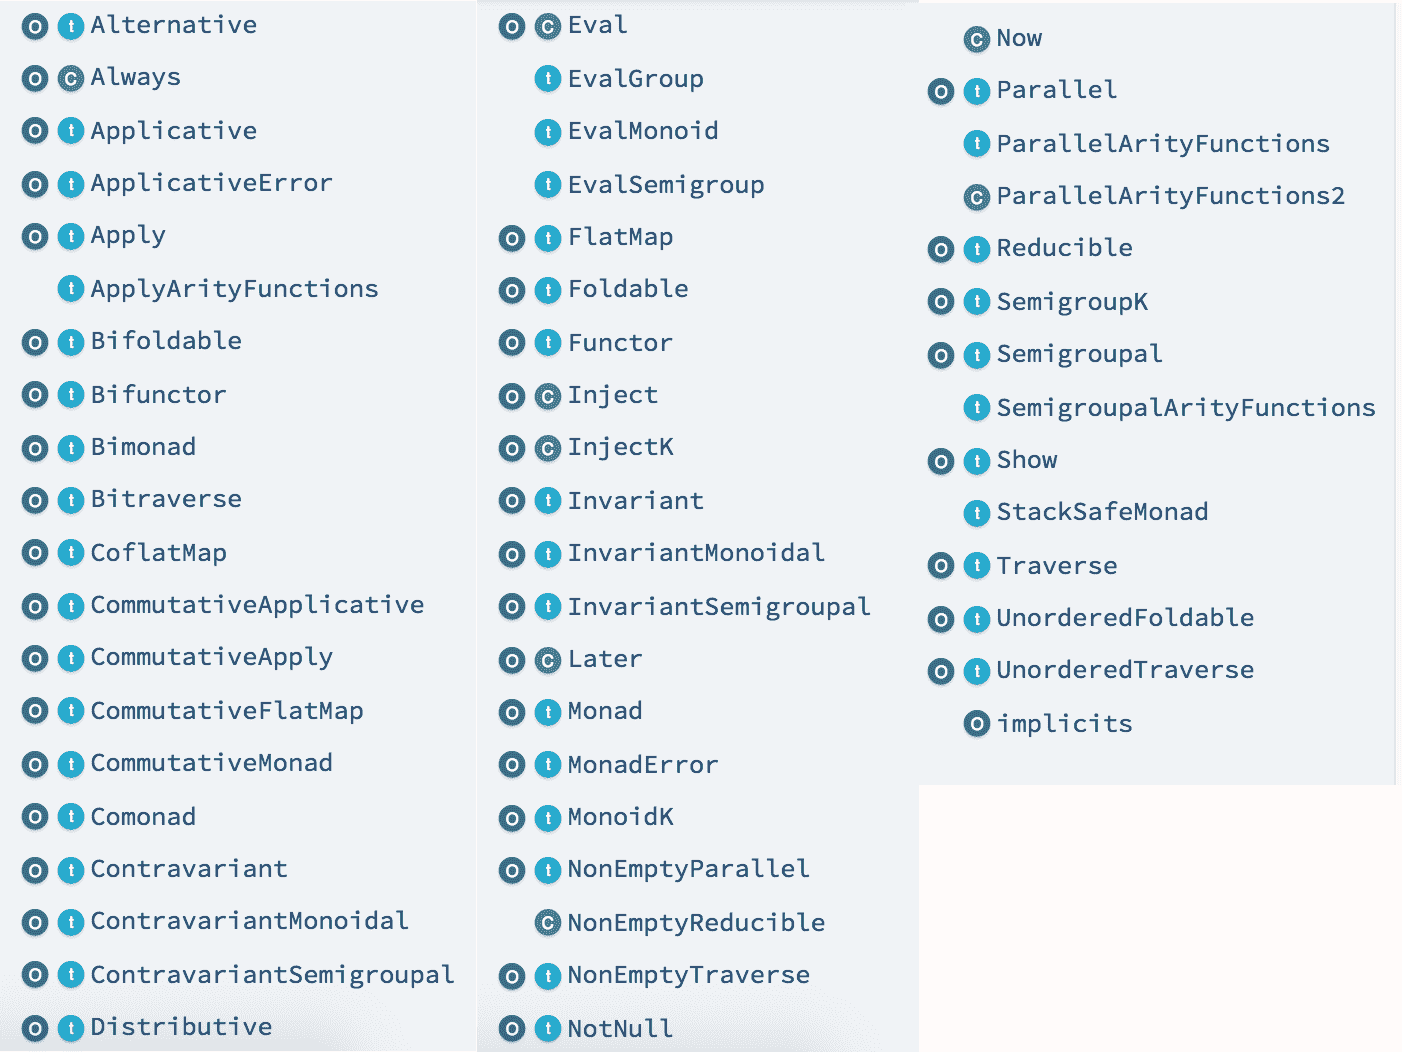 O t Alternative
O C Always
O t Applicative
O t ApplicativeError
O t Apply
t ApplyArityFunctions
O t Bifoldable
O t Bifunctor
O t Bimonad
O t Bitraverse
O t CoflatMap
O t CommutativeApplicative
O t CommutativeApply
O t CommutativeFlatMap
O t CommutativeMonad
O t Comonad
O t Contravariant
O t ContravariantMonoidal
O t ContravariantSemigroupal
O t Distributive
O C Eval
t EvalGroup
t EvalMonoid
t EvalSemigroup
O t FlatMap
O t Foldable
O t Functor
O C Inject
O C InjectK
O t Invariant
O t InvariantMonoidal
O t InvariantSemigroupal
O C Later
O t Monad
O t MonadError
O t MonoidK
O t NonEmptyParallel
C NonEmptyReducible
O t NonEmptyTraverse
O t NotNull
C Now
O t Parallel
t ParallelArityFunctions
C ParallelArityFunctions2
O t Reducible
O t SemigroupK
O t Semigroupal
t SemigroupalArityFunctions
O t Show
t StackSafeMonad
O t Traverse
O t UnorderedFoldable
O t UnorderedTraverse
O implicits